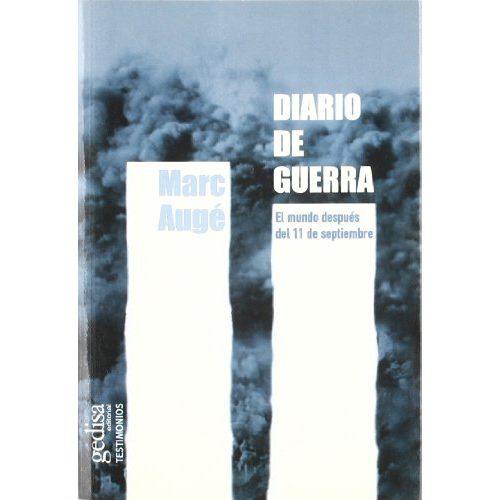 DIARIO
DE
GUERRA
Marc
Augé
El mundo después
del 11 de septiembre
gedisa
editorial
TESTIMONIOS